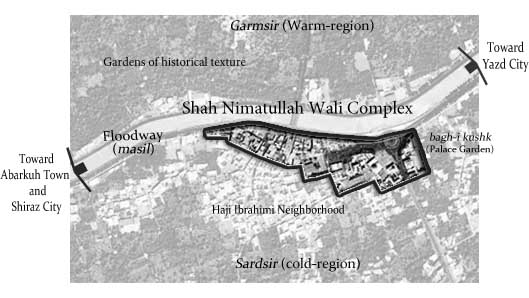 Garmsir (Warm-region)
Toward
Yazd City
Gardens of historical texture
Shah Nimatullah Wali Complex
Floodway
(masil)
bagh-i kushk
(Palace Garden)
Toward
Abarkuh Town
and
Shiraz City
Haji Ibrahimi Neighborhood
Sardsir (cold-region)